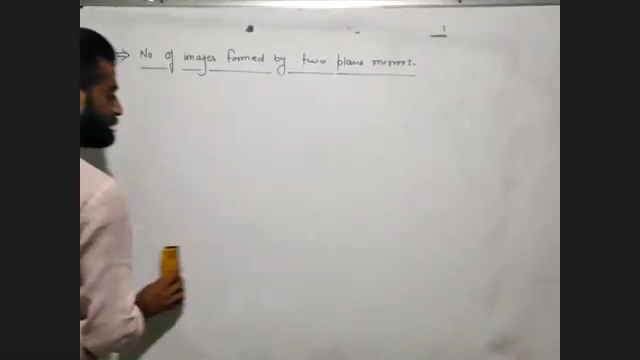 ⇒ No of images formed by two plane mirrors.